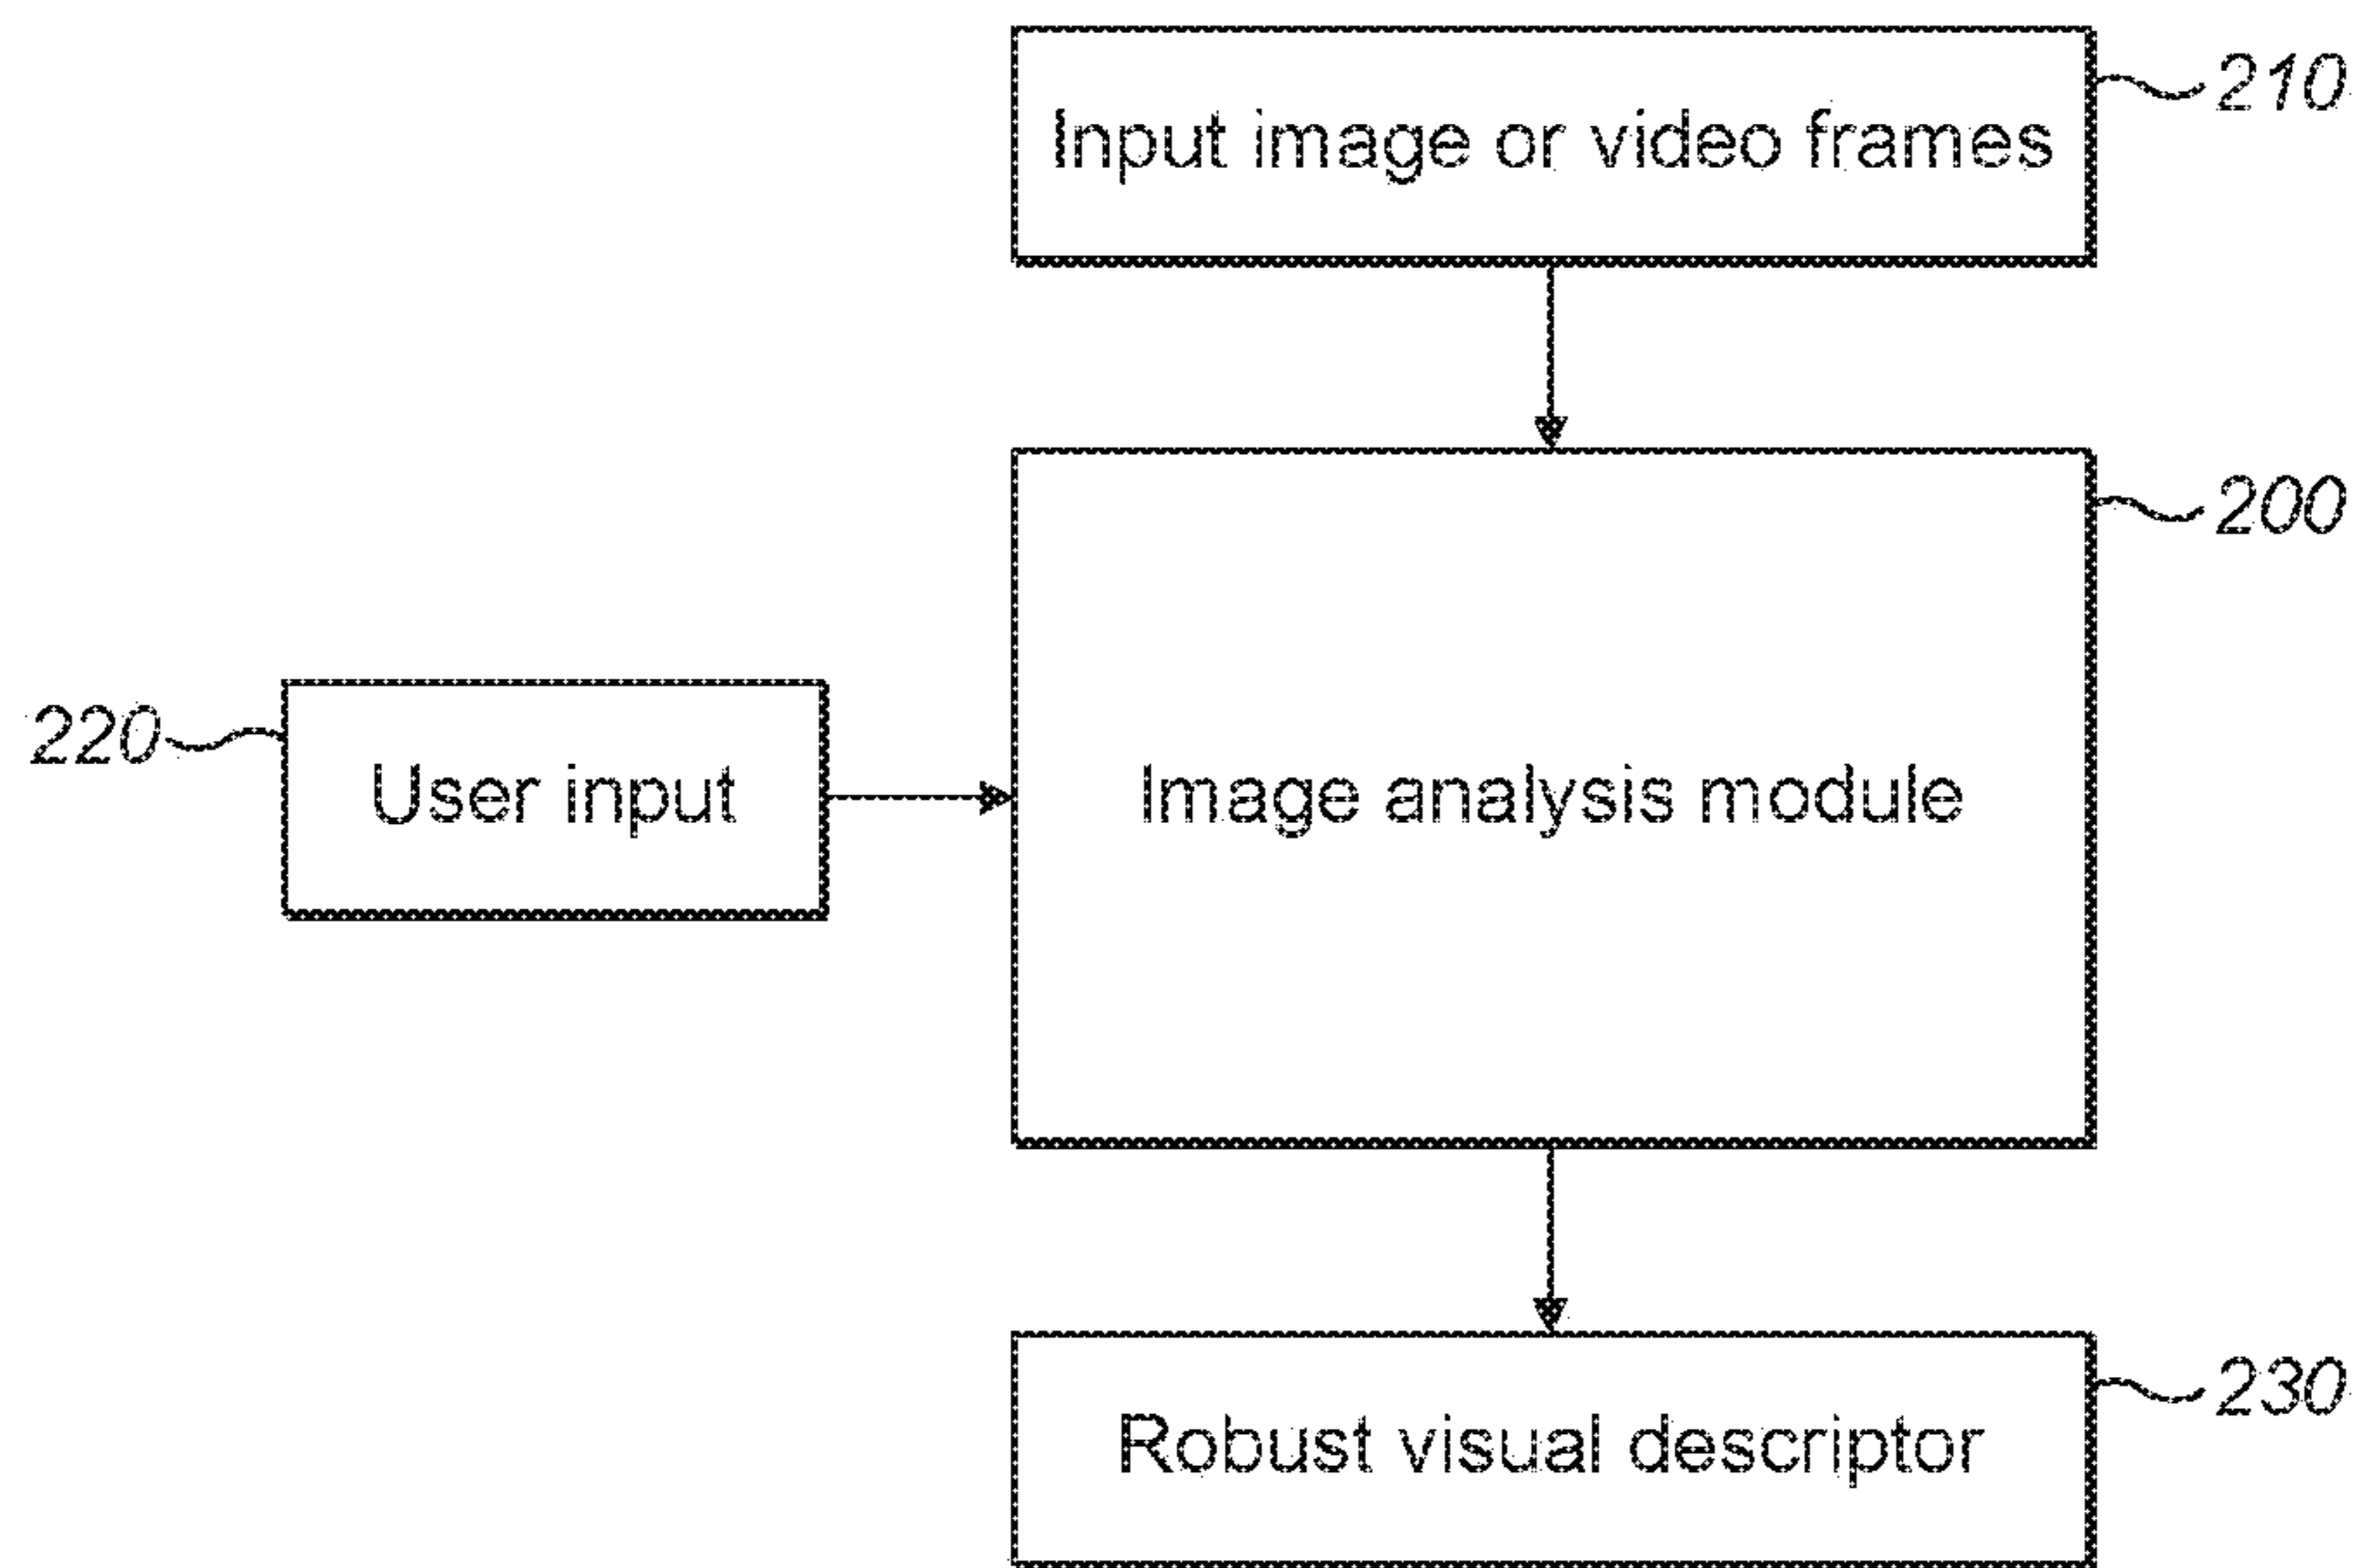 Input image or video frames
210
200
220
User input
Image analysis module
Robust visual descriptor
230